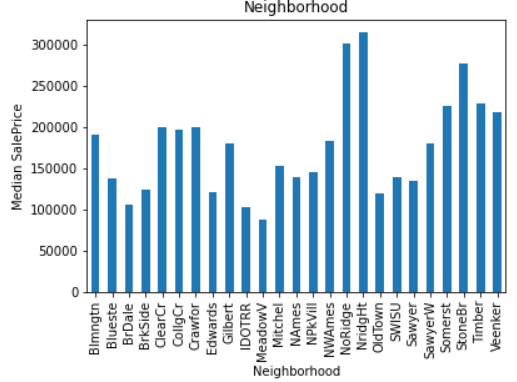 Neighborhood
Median SalePrice
300000
250000
200000
150000
100000
50000
0
Blmngtn
Blueste
BrDale
BrkSide
ClearCr
CollgCr
Crawfor
Edwards
Gilbert
IDOTRR
MeadowV
Mitchel
NAmes
NPkVill
NWAmes
NoRidge
NridgHt
OldTown
SWISU
Sawyer
SawyerW
Somerst
StoneBr
Timber
Veenker
Neighborhood